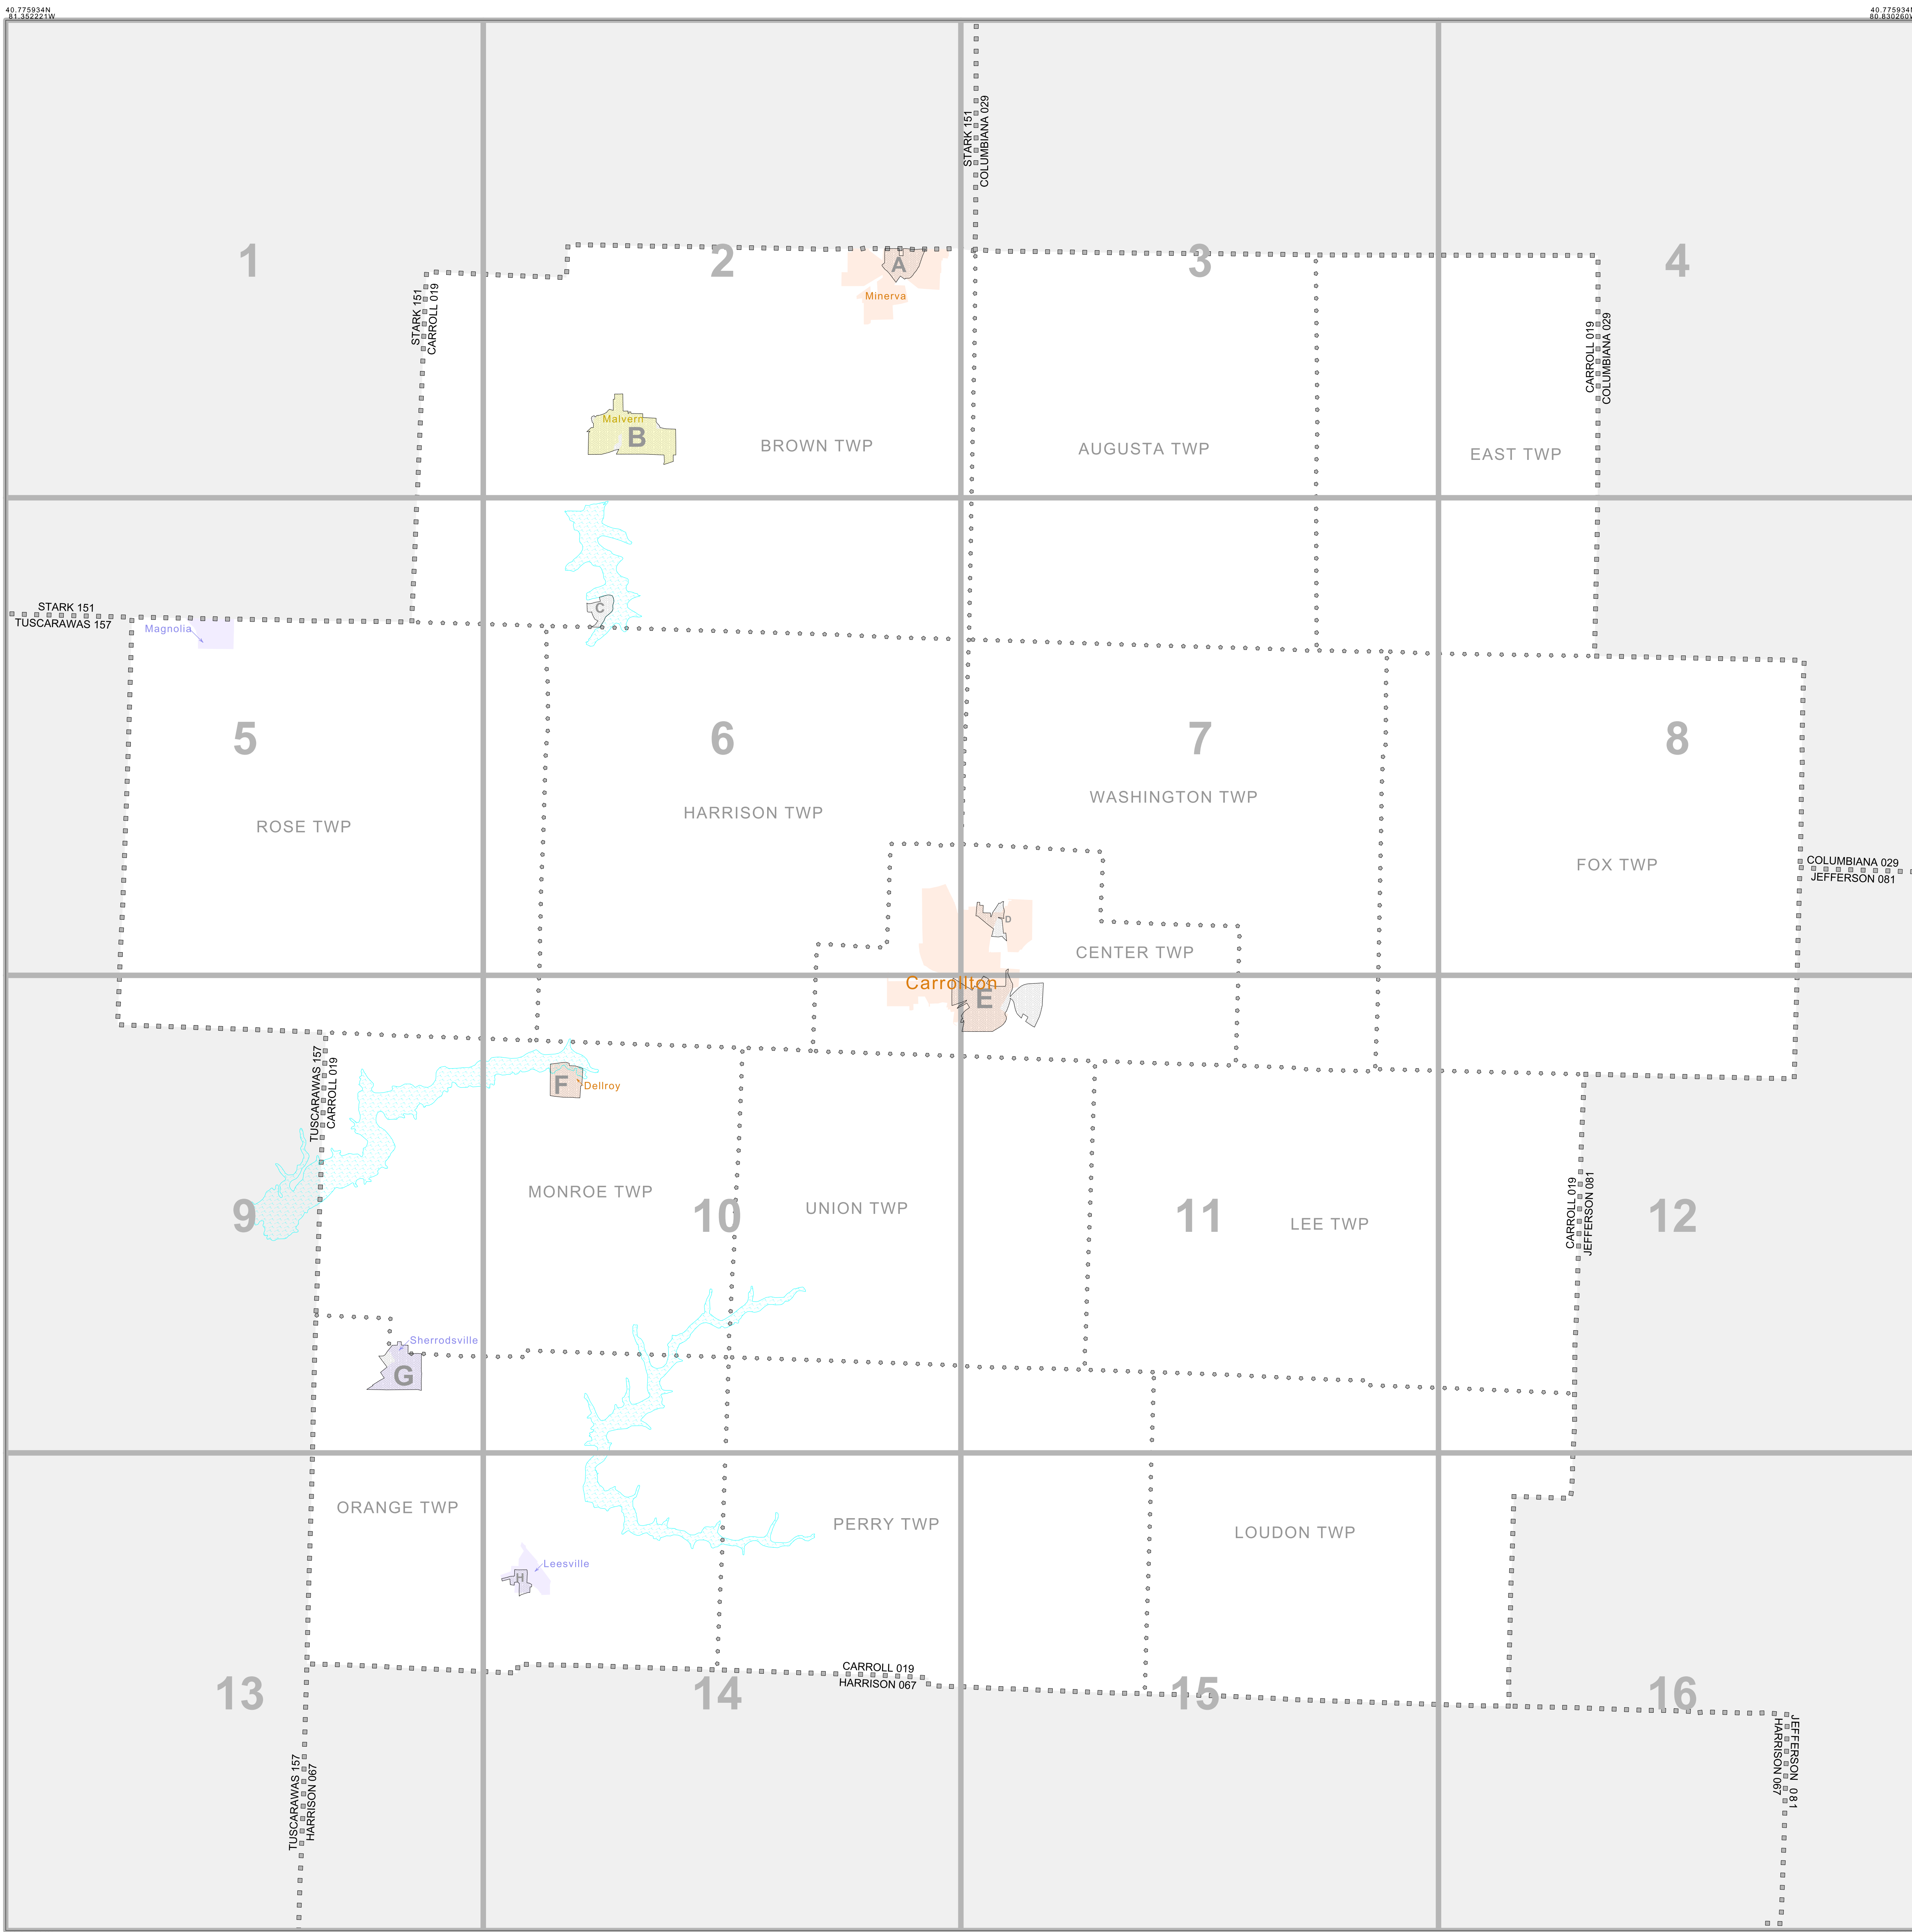 40.775934N
81.352221W
40.775934N
80.830260W
STARK 151
COLUMBIANA 029
1
2
A
3
4
Minerva
STARK 151
CARROLL 019
CARROLL 019
COLUMBIANA 029
Malvern
B
BROWN TWP
AUGUSTA TWP
EAST TWP
STARK 151
TUSCARAWAS 157
Magnolia
C
5
6
7
8
ROSE TWP
HARRISON TWP
WASHINGTON TWP
FOX TWP
COLUMBIANA 029
JEFFERSON 081
D
CENTER TWP
Carrollton
E
TUSCARAWAS 157
CARROLL 019
F
Dellroy
9
MONROE TWP
10
UNION TWP
11
LEE TWP
CARROLL 019
JEFFERSON 081
12
Sherrodsville
G
ORANGE TWP
PERRY TWP
LOUDON TWP
Leesville
H
CARROLL 019
HARRISON 067
13
14
15
16
TUSCARAWAS 157
HARRISON 067
JEFFERSON 081
HARRISON 067